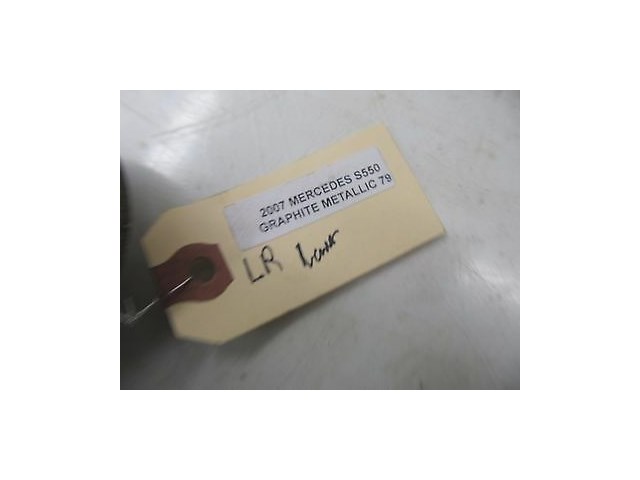 2007 MERCEDES S550
GRAPHITE METALLIC 79
LR